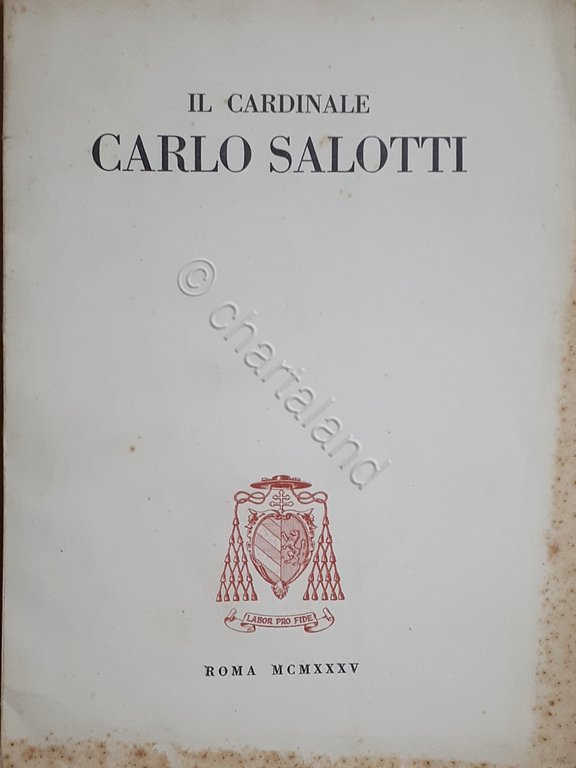 IL CARDINALE
CARLO SALOTTI
© chartaland
LABOR PRO FIDE
ROMA MCMXXXV